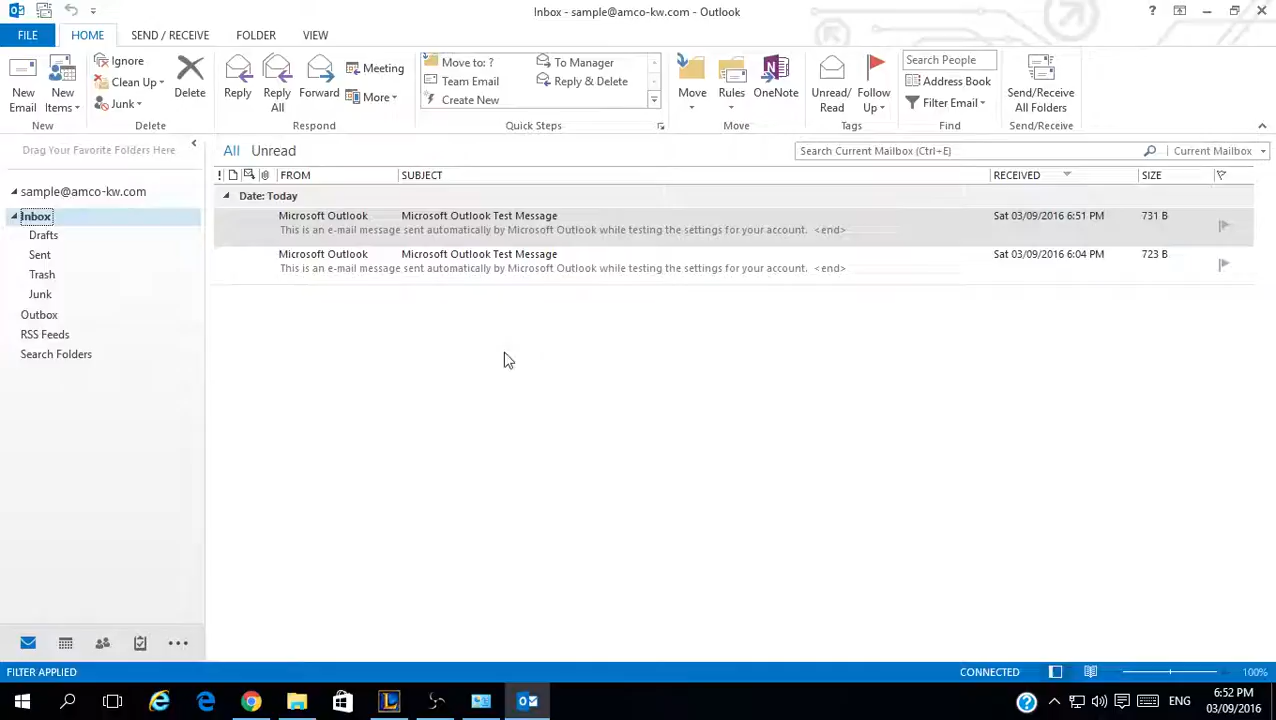 Inbox - sample@amco-kw.com - Outlook
FILE HOME SEND / RECEIVE FOLDER VIEW
New Email
New Items
Ignore
Clean Up
Junk
Delete
Reply
Reply All
Forward
Meeting
More
Move to: ?
Team Email
Create New
To Manager
Reply & Delete
Move
Rules
OneNote
Unread/ Read
Follow Up
Search People
Address Book
Filter Email
Send/Receive All Folders
New Delete Respond Quick Steps Move Tags Find Send/Receive
Drag Your Favorite Folders Here
sample@amco-kw.com
Inbox
Drafts
Sent
Trash
Junk
Outbox
RSS Feeds
Search Folders
All Unread
Search Current Mailbox (Ctrl+E) Current Mailbox
! FROM SUBJECT RECEIVED SIZE
Date: Today
Microsoft Outlook Microsoft Outlook Test Message Sat 03/09/2016 6:51 PM 731 B
This is an e-mail message sent automatically by Microsoft Outlook while testing the settings for your account. <end>
Microsoft Outlook Microsoft Outlook Test Message Sat 03/09/2016 6:04 PM 723 B
This is an e-mail message sent automatically by Microsoft Outlook while testing the settings for your account. <end>
FILTER APPLIED CONNECTED 100%
ENG 6:52 PM
03/09/2016